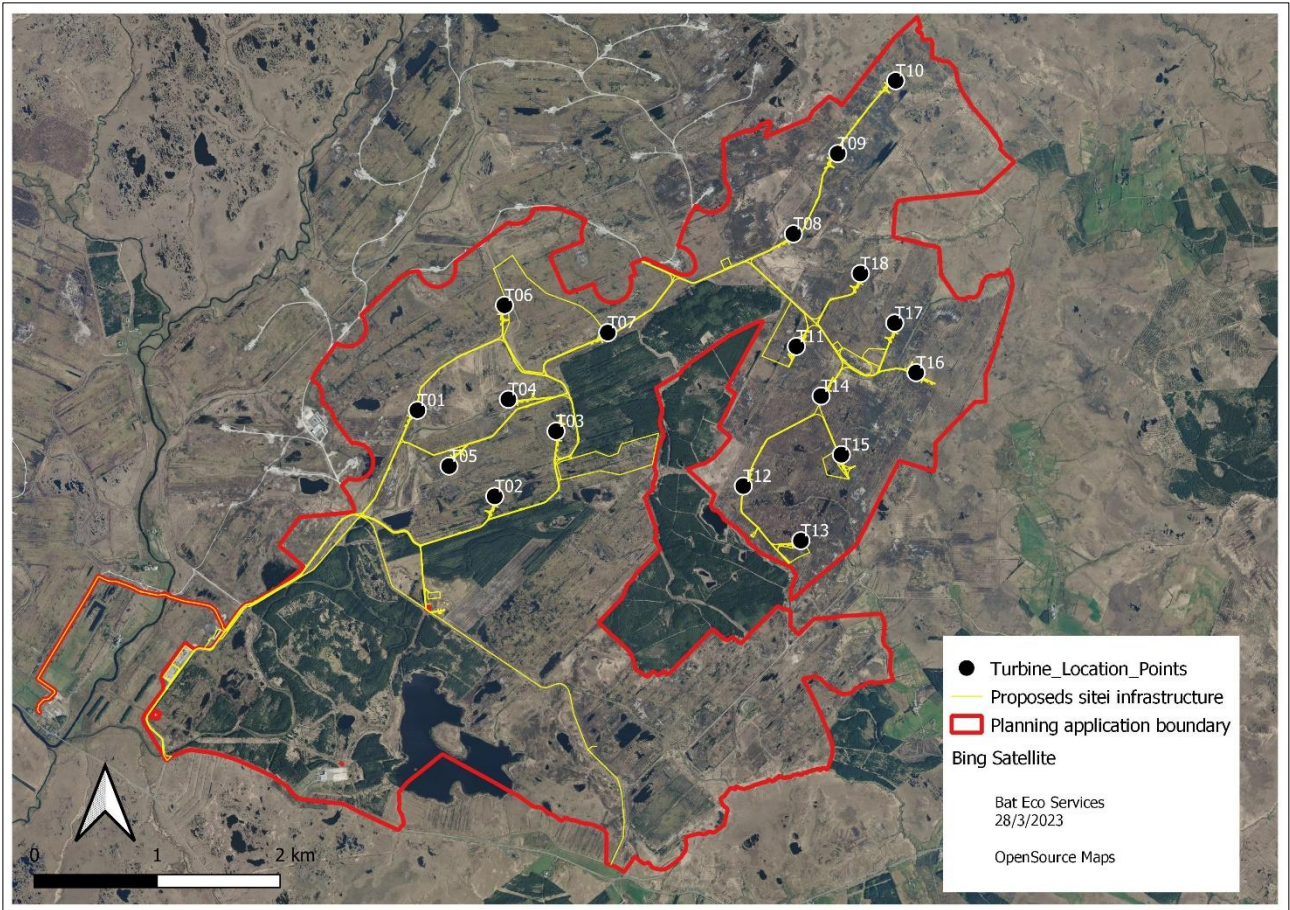 T10
T09
T08
T18
T06
T17
T07
T11
T16
T04
T14
T01
T03
T15
T05
T12
T02
T13
Turbine_Location_Points
Proposeds sitei infrastructure
Planning application boundary
Bing Satellite
Bat Eco Services
28/3/2023
OpenSource Maps
0 1 2 km